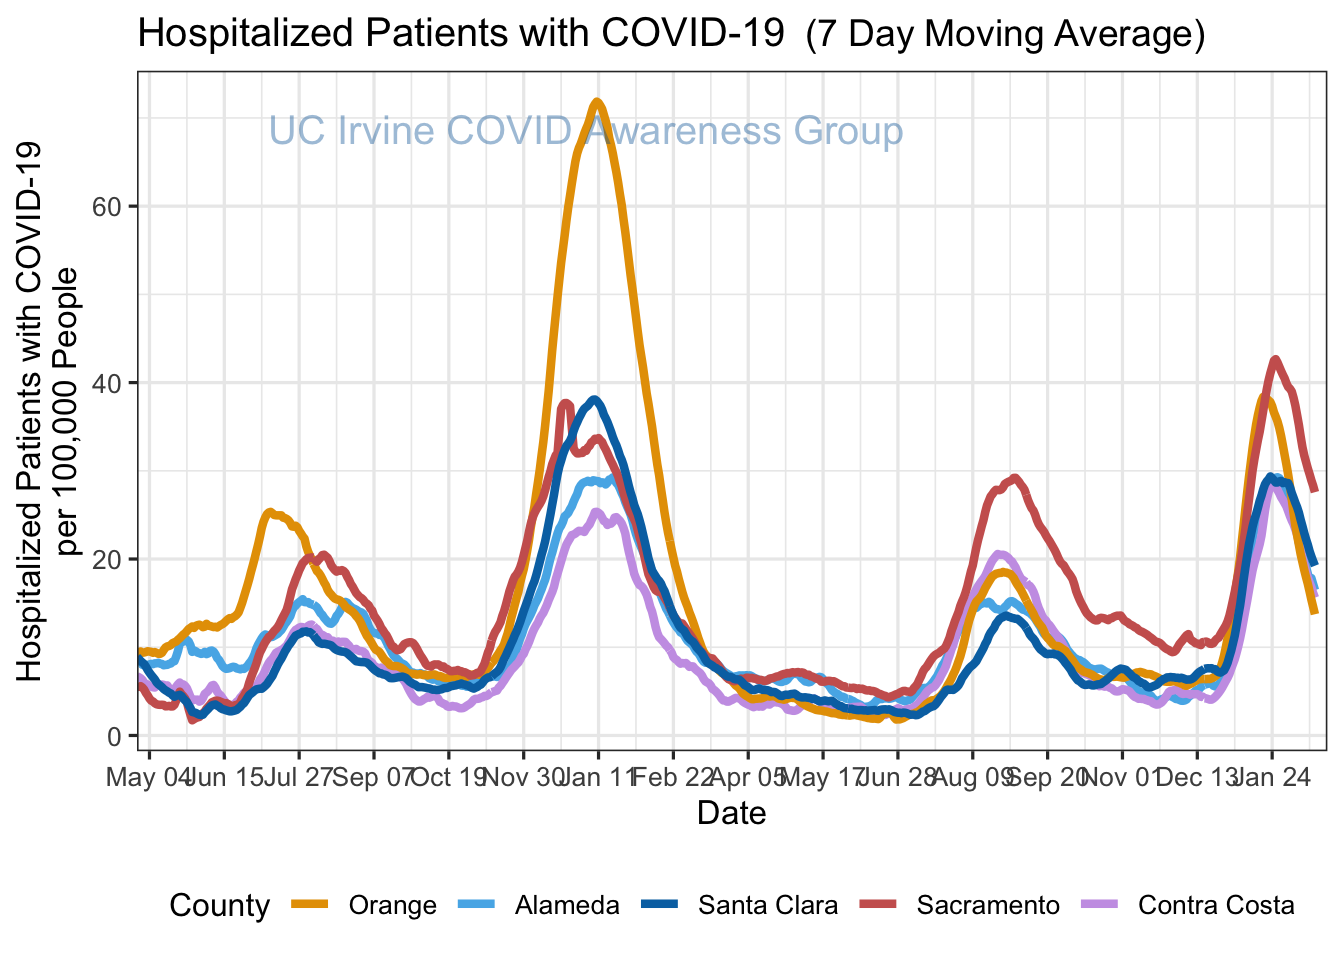 Hospitalized Patients with COVID-19  (7 Day Moving Average)
UC Irvine COVID Awareness Group
Hospitalized Patients with COVID-19
per 100,000 People
60
40
20
0
May 04 Jun 15 Jul 27 Sep 07 Oct 19 Nov 30 Jan 11 Feb 22 Apr 05 May 17 Jun 28 Aug 09 Sep 20 Nov 01 Dec 13 Jan 24
Date
County Orange Alameda Santa Clara Sacramento Contra Costa